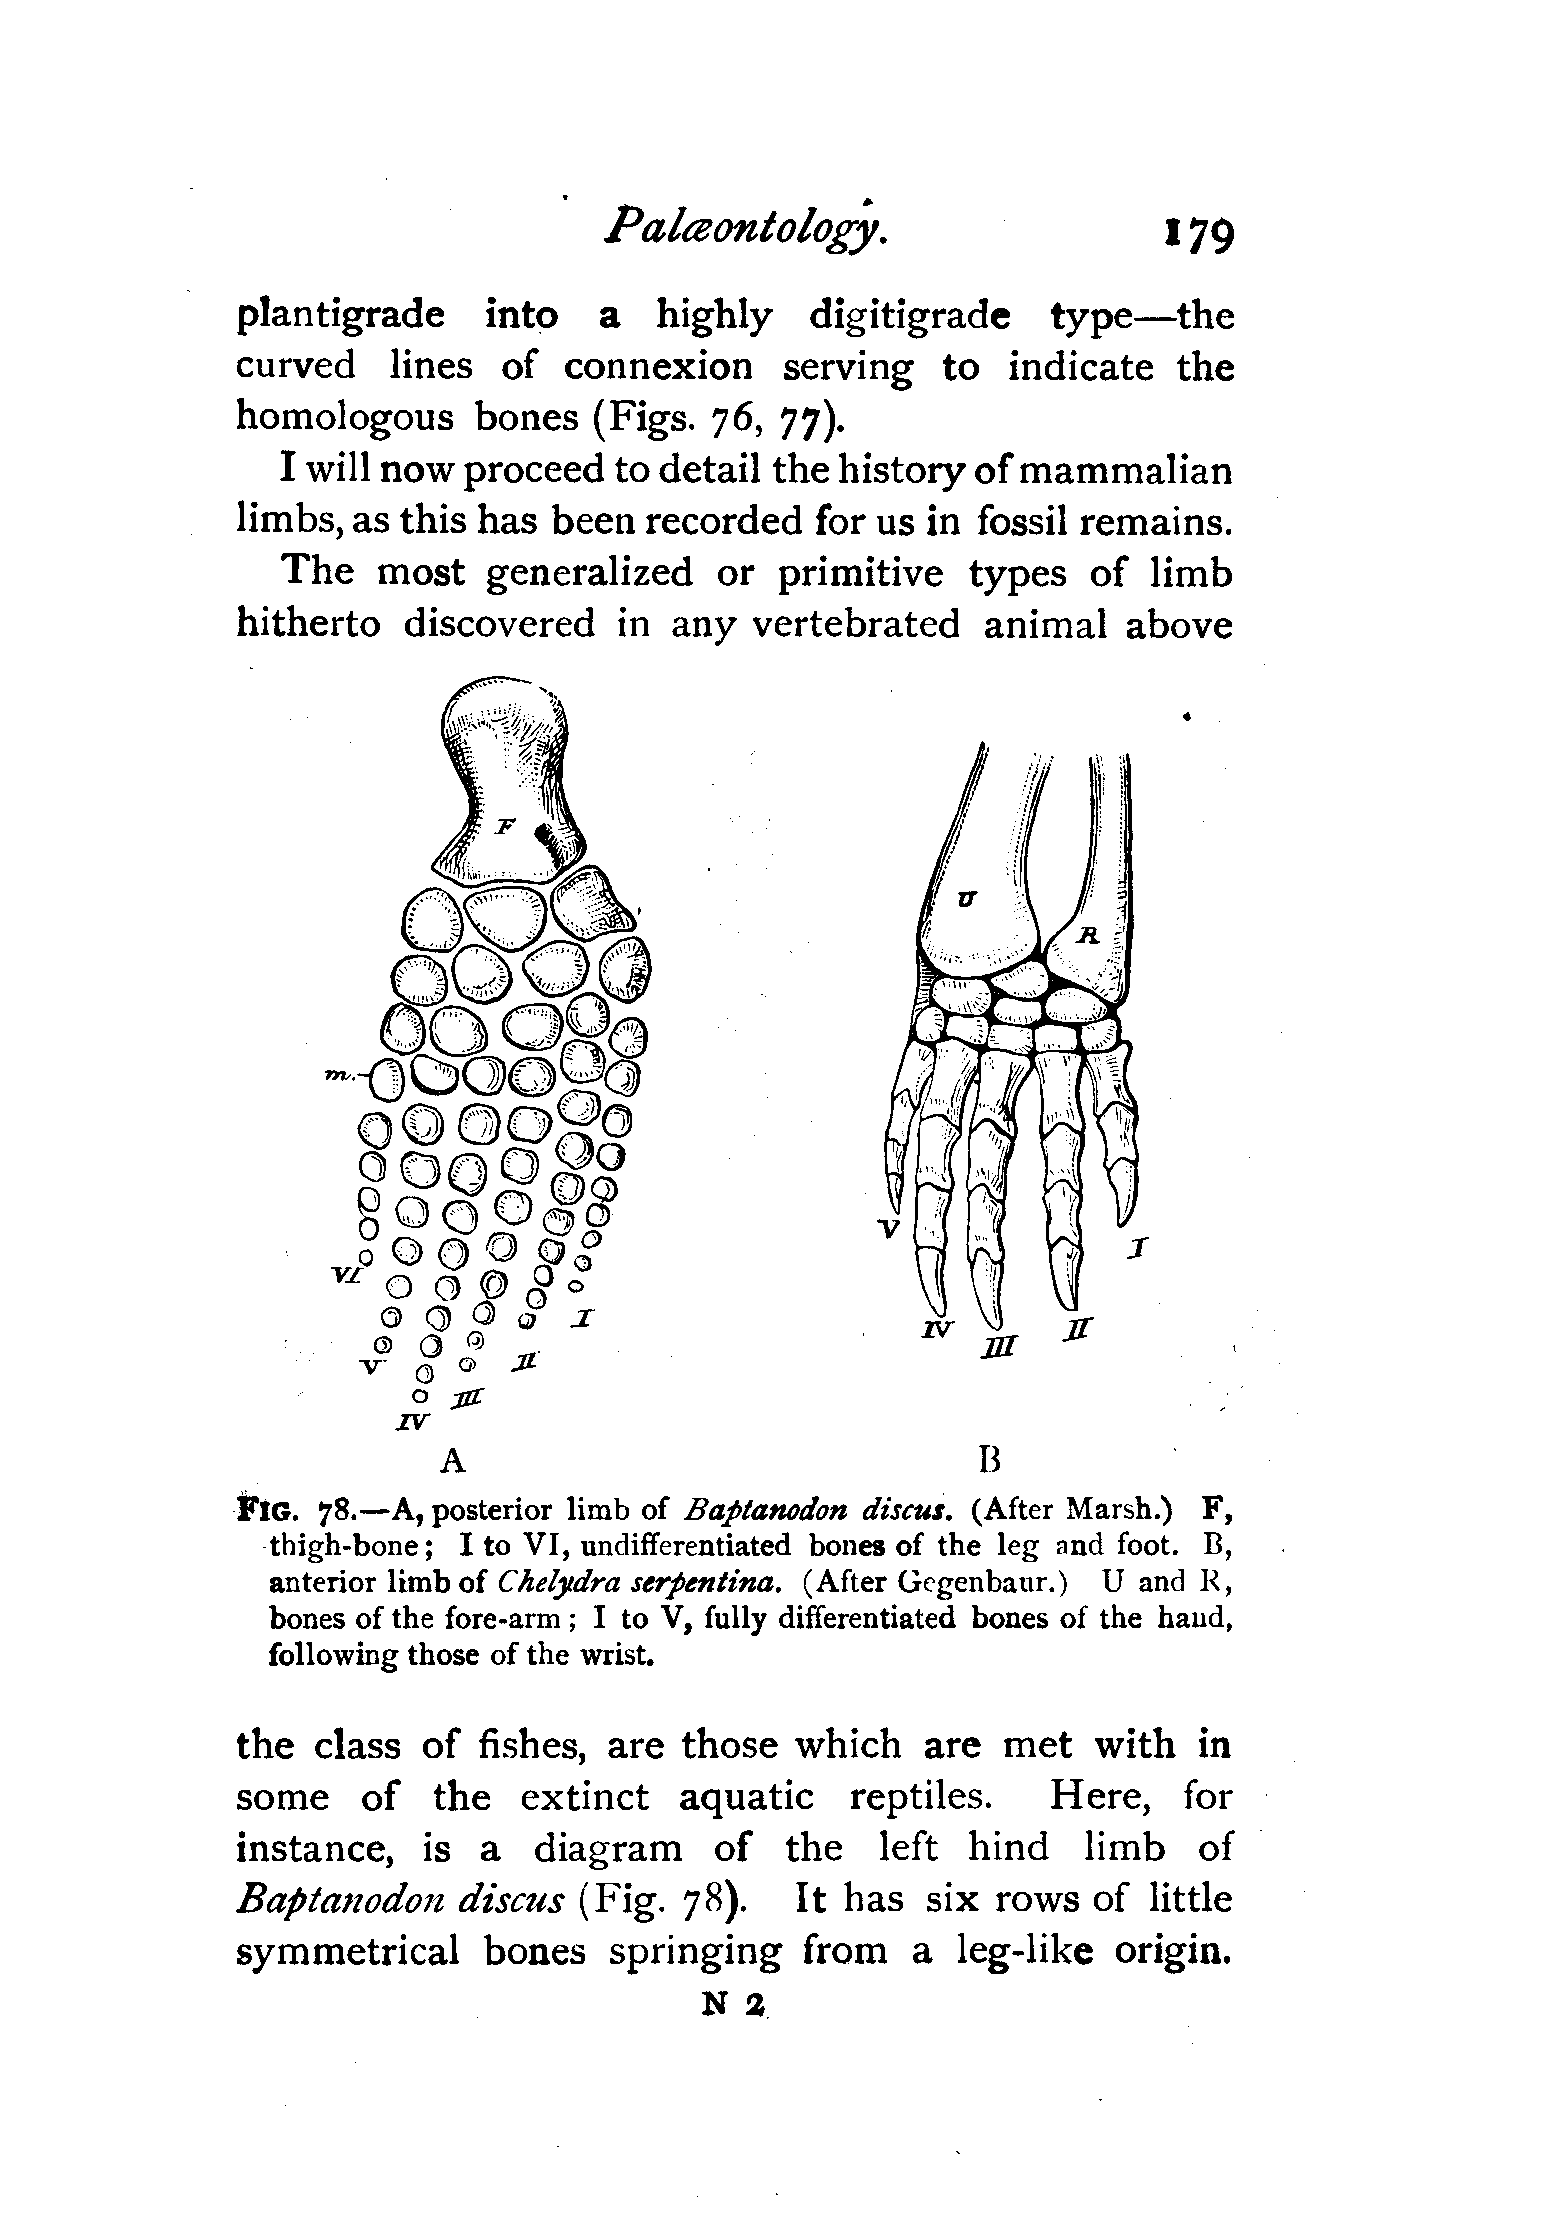 Palæontology. 179
plantigrade into a highly digitigrade type—the
curved lines of connexion serving to indicate the
homologous bones (Figs. 76, 77).
I will now proceed to detail the history of mammalian
limbs, as this has been recorded for us in fossil remains.
The most generalized or primitive types of limb
hitherto discovered in any vertebrated animal above
F
U
R
m.
V
I
VI
I
IV
II
III
V
II
III
IV
A B
FIG. 78.—A, posterior limb of Baptanodon discus. (After Marsh.) F,
thigh-bone; I to VI, undifferentiated bones of the leg and foot. B,
anterior limb of Chelydra serpentina. (After Gegenbaur.) U and R,
bones of the fore-arm; I to V, fully differentiated bones of the hand,
following those of the wrist.
the class of fishes, are those which are met with in
some of the extinct aquatic reptiles. Here, for
instance, is a diagram of the left hind limb of
Baptanodon discus (Fig. 78). It has six rows of little
symmetrical bones springing from a leg-like origin.
N 2